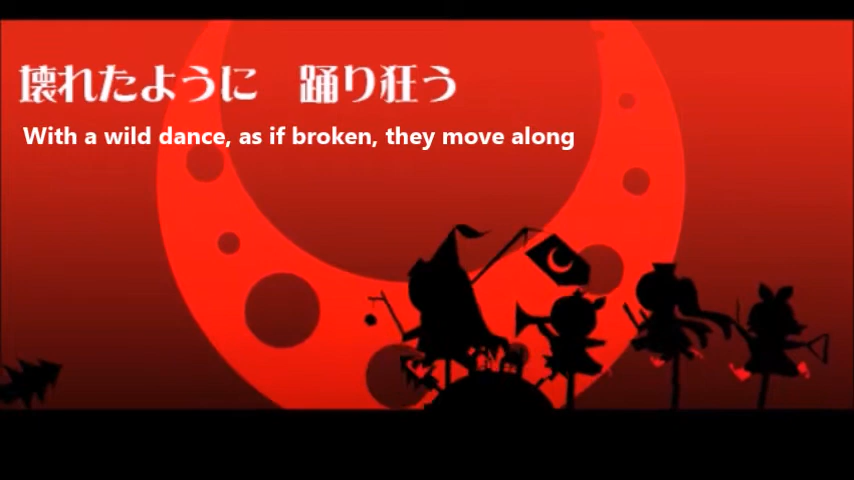 壊れたように　踊り狂う
With a wild dance, as if broken, they move along